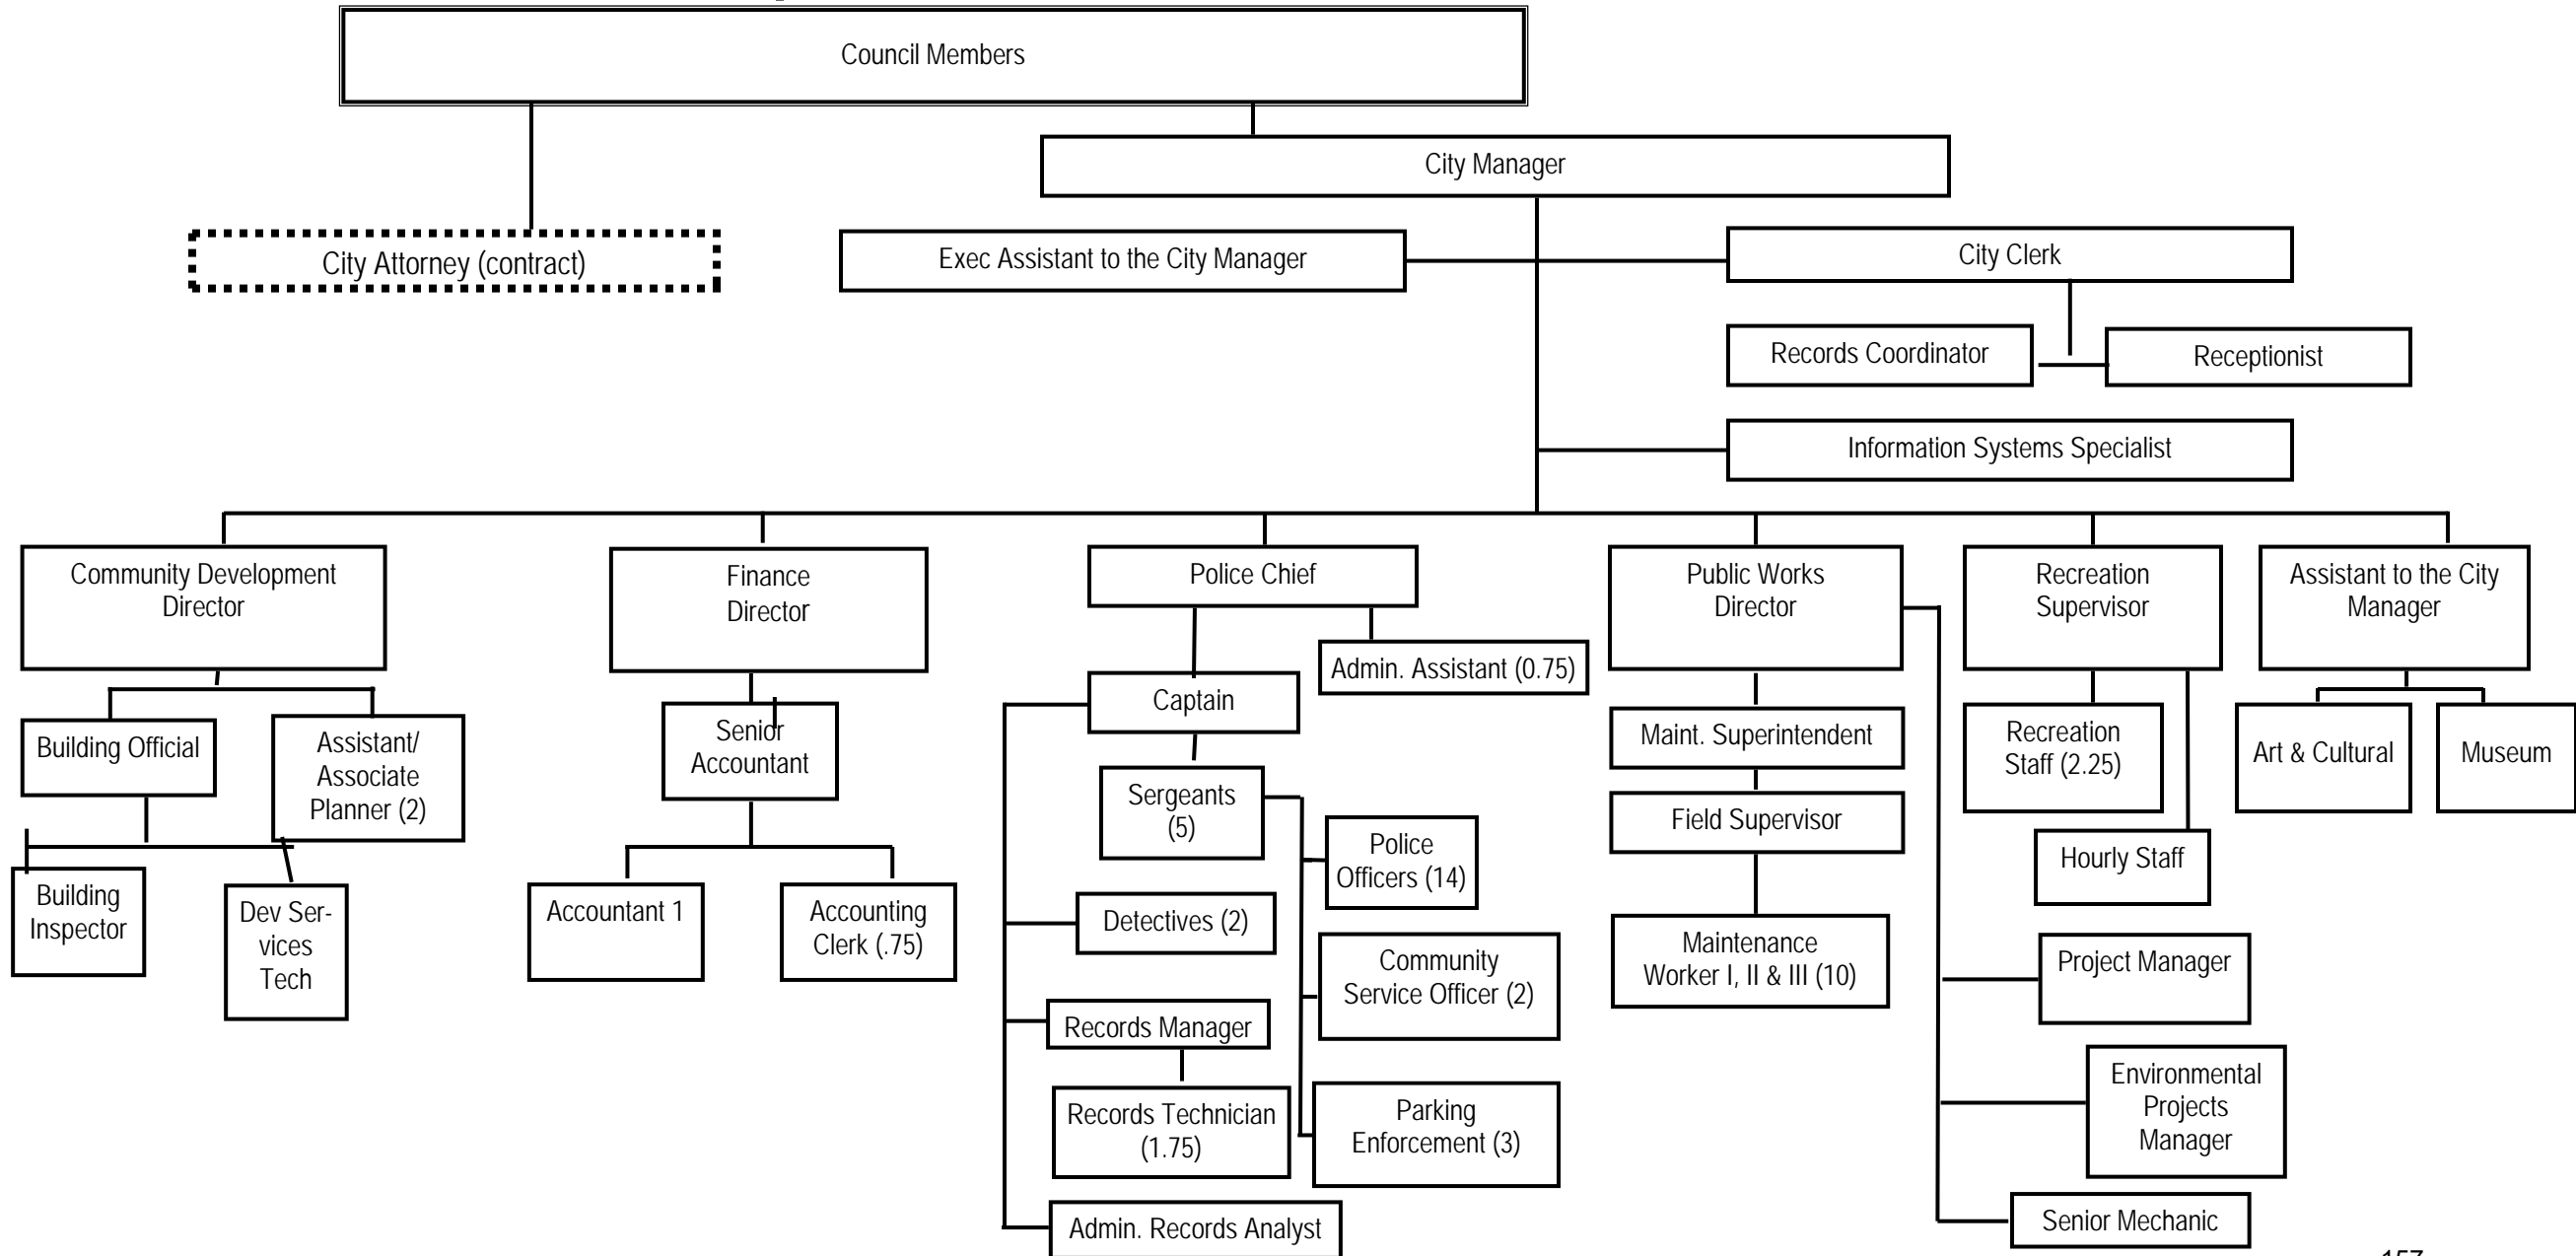 Council Members
City Manager
City Attorney (contract)
Exec Assistant to the City Manager
City Clerk
Records Coordinator
Receptionist
Information Systems Specialist
Community Development
Director
Finance
Director
Police Chief
Public Works
Director
Recreation
Supervisor
Assistant to the City
Manager
Building Official
Assistant/
Associate
Planner (2)
Building
Inspector
Dev Ser-
vices
Tech
Senior
Accountant
Accountant 1
Accounting
Clerk (.75)
Admin. Assistant (0.75)
Captain
Sergeants
(5)
Police
Officers (14)
Detectives (2)
Community
Service Officer (2)
Records Manager
Records Technician
(1.75)
Parking
Enforcement (3)
Admin. Records Analyst
Maint. Superintendent
Field Supervisor
Maintenance
Worker I, II & III (10)
Recreation
Staff (2.25)
Hourly Staff
Project Manager
Environmental
Projects
Manager
Senior Mechanic
Art & Cultural
Museum
157